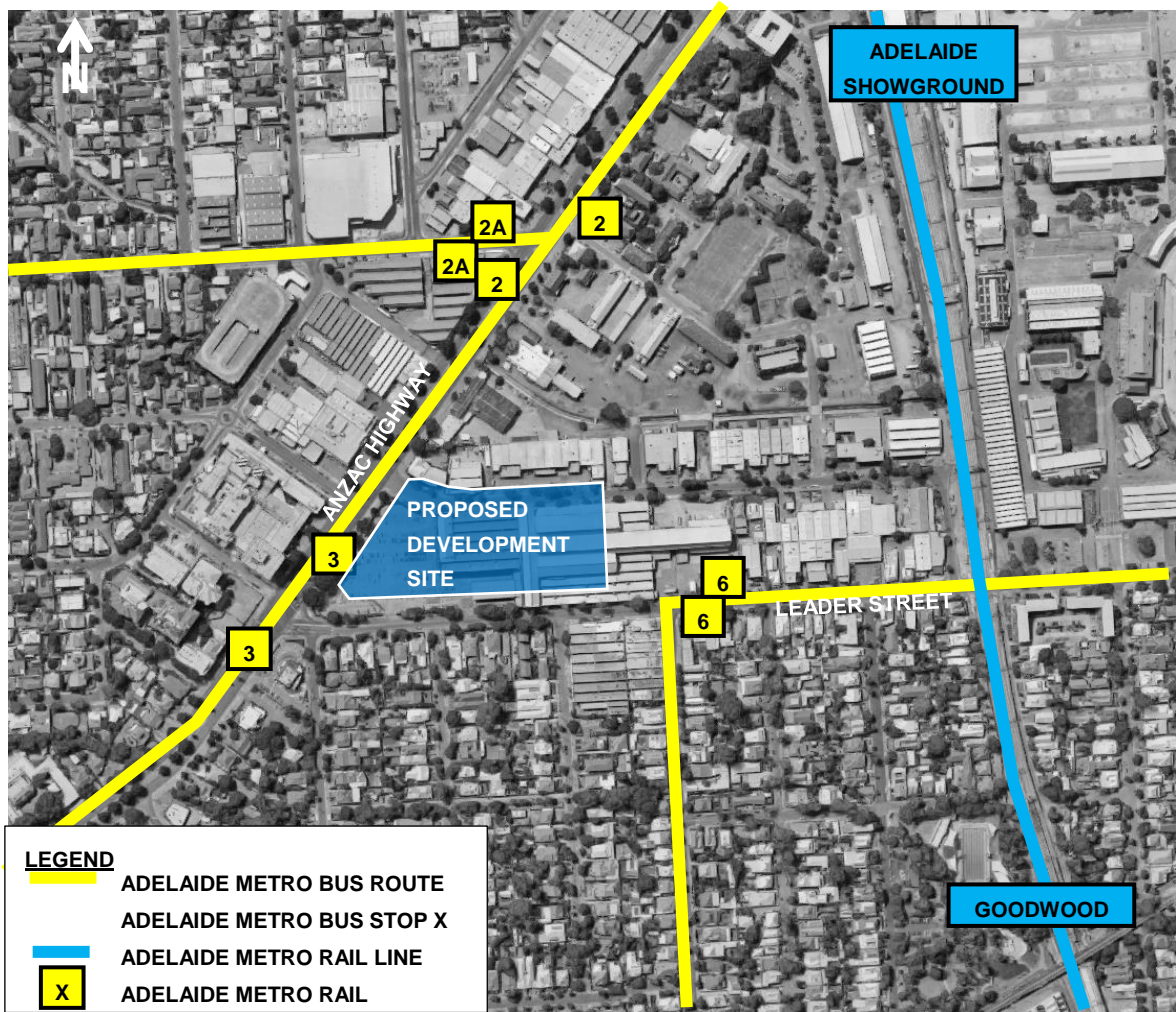 N
ADELAIDE
SHOWGROUND
2A
2
2A
2
ANZAC HIGHWAY
PROPOSED
DEVELOPMENT
SITE
3
6
LEADER STREET
6
3
LEGEND
ADELAIDE METRO BUS ROUTE
ADELAIDE METRO BUS STOP X
ADELAIDE METRO RAIL LINE
X
ADELAIDE METRO RAIL
GOODWOOD